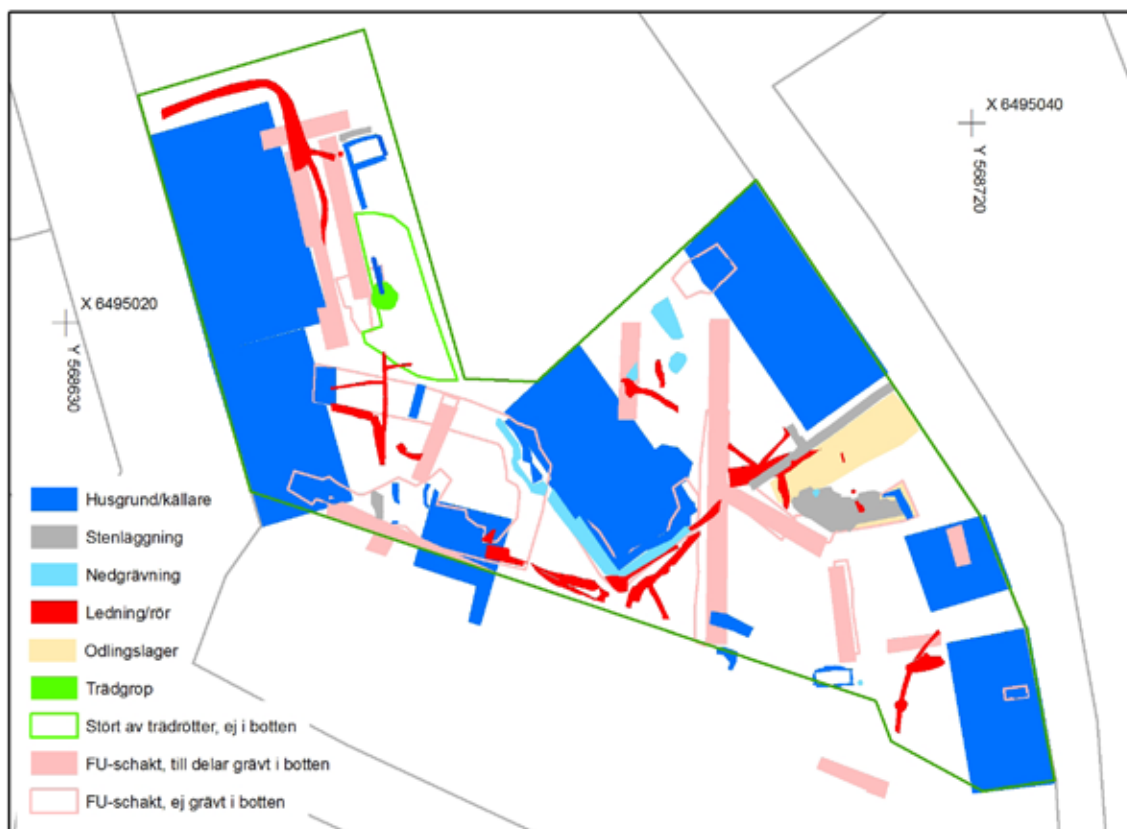 X 6495040
Y 568720
X 6495020
Y 568630
Husgrund/källare
Stenläggning
Nedgrävning
Ledning/rör
Odlingslager
Trädgrop
Stört av trädrötter, ej i botten
FU-schakt, till delar grävt i botten
FU-schakt, ej grävt i botten